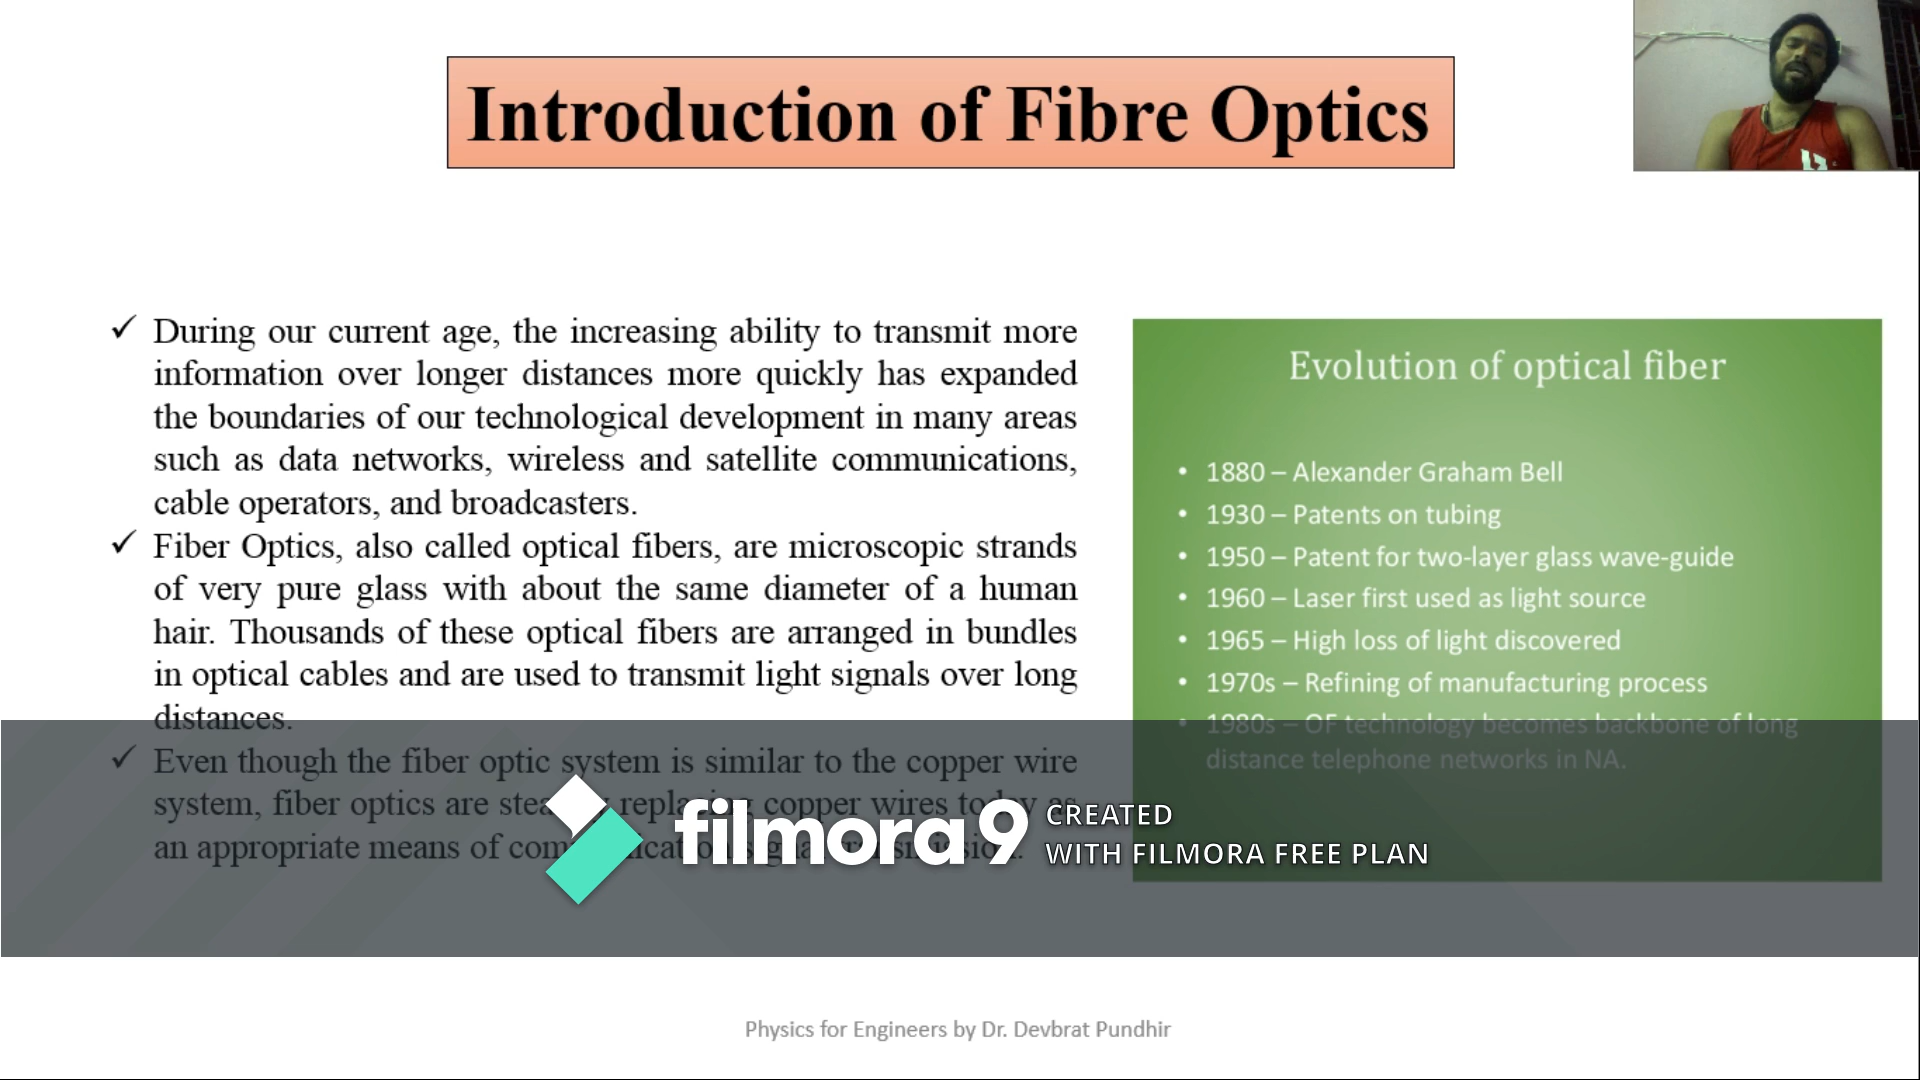 Introduction of Fibre Optics
✓ During our current age, the increasing ability to transmit more
information over longer distances more quickly has expanded
the boundaries of our technological development in many areas
such as data networks, wireless and satellite communications,
cable operators, and broadcasters.
✓ Fiber Optics, also called optical fibers, are microscopic strands
of very pure glass with about the same diameter of a human
hair. Thousands of these optical fibers are arranged in bundles
in optical cables and are used to transmit light signals over long
distances.
✓ Even though the fiber optic system is similar to the copper wire
system, fiber optics are copper wires today as
an appropriate means of
Evolution of optical fiber
• 1880 – Alexander Graham Bell
• 1930 – Patents on tubing
• 1950 – Patent for two-layer glass wave-guide
• 1960 – Laser first used as light source
• 1965 – High loss of light discovered
• 1970s – Refining of manufacturing process
• 1980s – OF technology becomes backbone of long
distance telephone networks in NA.
filmora9
CREATED
WITH FILMORA FREE PLAN
Physics for Engineers by Dr. Devbrat Pundhir